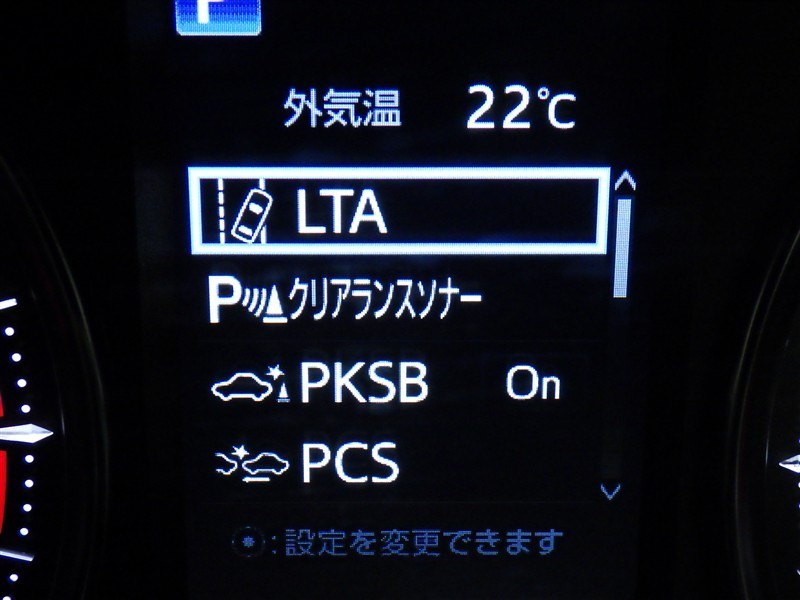 P
外気温 22℃
LTA
Pクリアランスソナー
PKSB On
PCS
:設定を変更できます